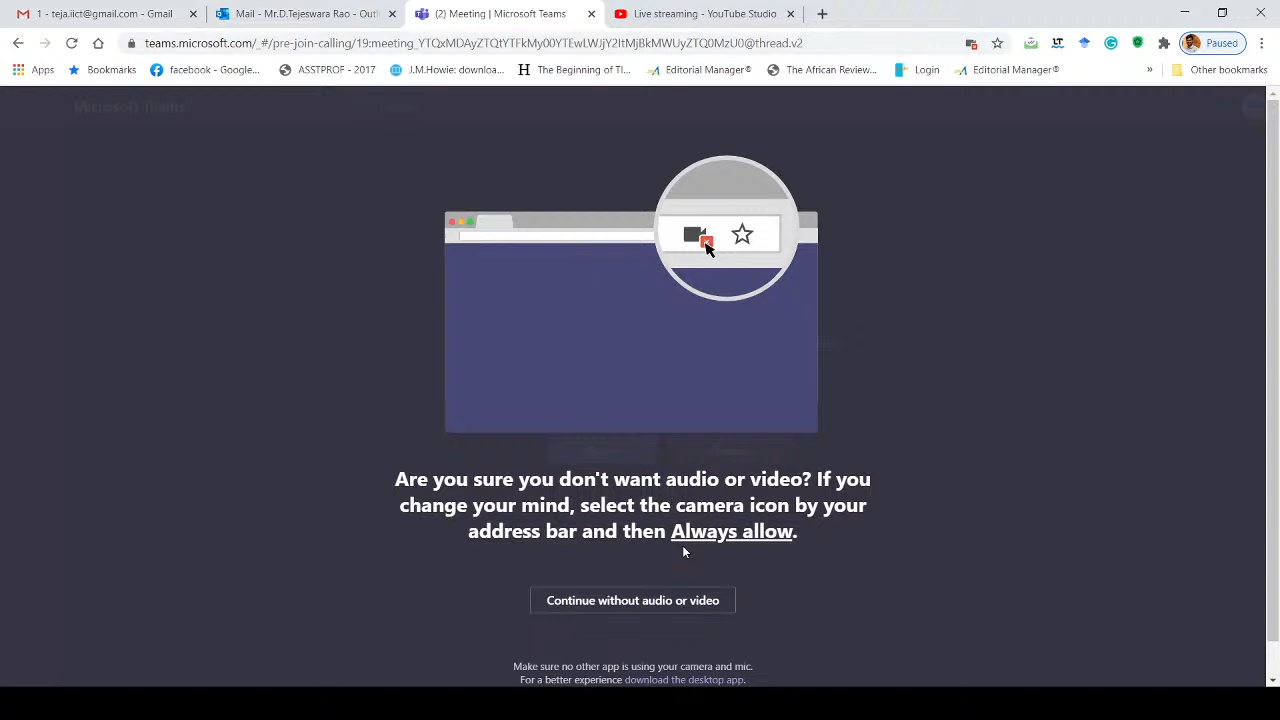 1 - teja.iict@gmail.com - Gmail
Mail - Mr.D.Tejeswara Rao - Outl
(2) Meeting | Microsoft Teams
Live streaming - YouTube Studio
teams.microsoft.com/_#/pre-join-calling/19:meeting_YTQxMDAyZTctYTFkMy00YTEwLWJjY2ItMjBkMWUyZTQ0MzU0@thread.v2
Paused
Apps
Bookmarks
facebook - Google...
ASSTPROF - 2017
J.M.Howie: downloa...
The Beginning of Ti...
Editorial Manager®
The African Review...
Login
Editorial Manager®
»
Other bookmarks
Microsoft Teams
Are you sure you don't want audio or video? If you
change your mind, select the camera icon by your
address bar and then Always allow.
Continue without audio or video
Make sure no other app is using your camera and mic.
For a better experience download the desktop app.